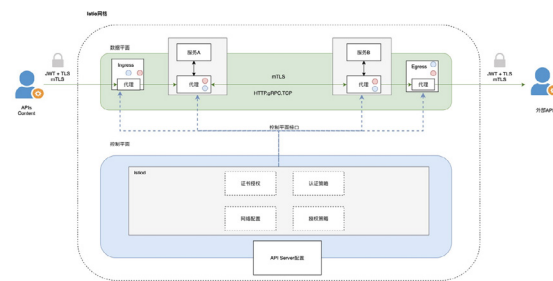 Istio网格
数据平面
服务A
服务B
JWT + TLS
mTLS
Ingress
代理
代理
mTLS
HTTP,gRPC,TCP
代理
Egress
代理
JWT + TLS
mTLS
APIs
Content
外部API
控制平面接口
控制平面
istiod
证书授权
认证策略
网络配置
授权策略
API Server配置